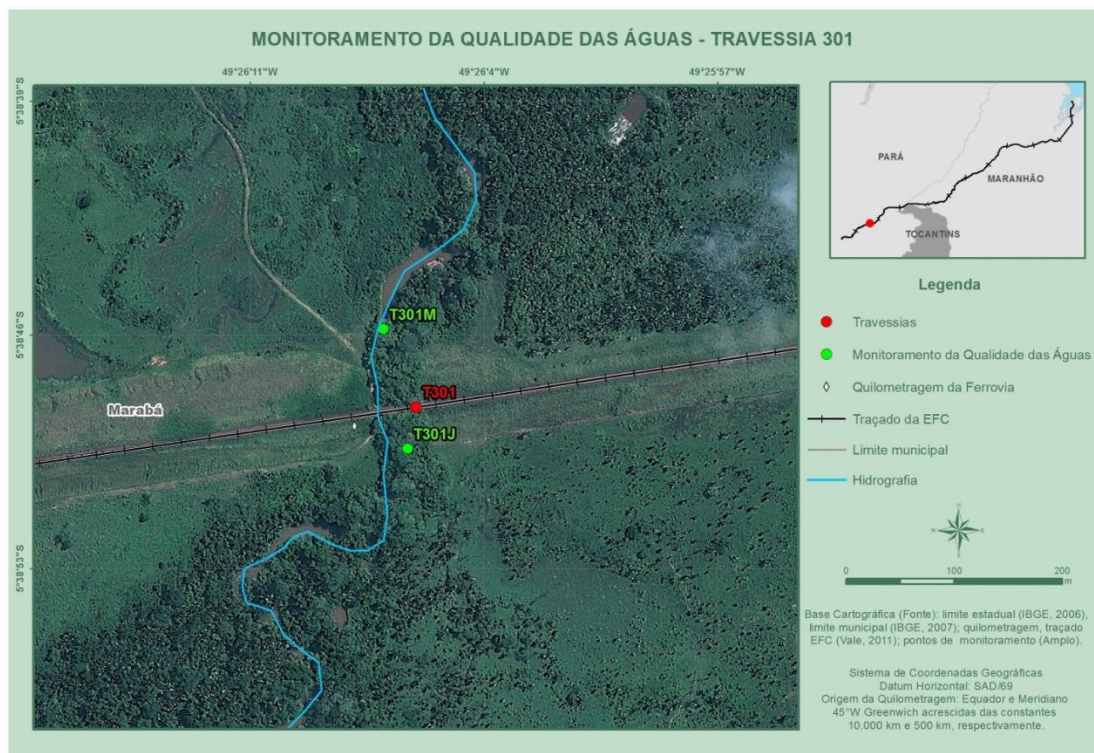 MONITORAMENTO DA QUALIDADE DAS ÁGUAS - TRAVESSIA 301
49°26'11"W
49°26'4"W
49°25'57"W
5°38'39"S
5°38'46"S
5°38'53"S
T301M
T301
T301J
Marabá
PARÁ
MARANHÃO
TOCANTINS
Legenda
Travessias
Monitoramento da Qualidade das Águas
Quilometragem da Ferrovia
Traçado da EFC
Limite municipal
Hidrografia
N
W
E
S
0
100
200
m
Base Cartográfica (Fonte): limite estadual (IBGE, 2006),
limite municipal (IBGE, 2007); quilometragem, traçado
EFC (Vale, 2011); pontos de monitoramento (Amplo).
Sistema de Coordenadas Geográficas
Datum Horizontal: SAD/69
Origem da Quilometragem: Equador e Meridiano
45°W Greenwich acrescidas das constantes
10.000 km e 500 km, respectivamente.